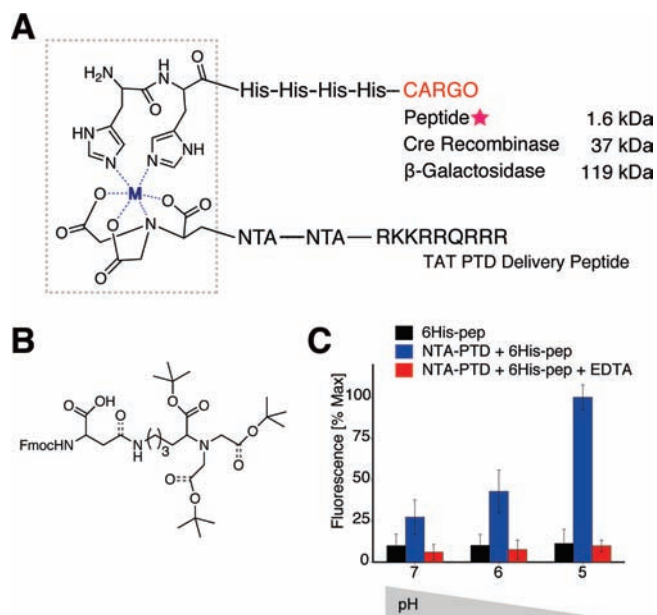 A
H₂N
O
NH
O
His-His-His-His-CARGO
HN
NH
N
N
Peptide★ 1.6 kDa
Cre Recombinase 37 kDa
β-Galactosidase 119 kDa
O
M
O
O
O
O
N
O
NTA—NTA—RKKRRQRRR
TAT PTD Delivery Peptide
B
O
OH
O
O
O
FmocHN
N
H
3
N
O
O
O
O
C
6His-pep
NTA-PTD + 6His-pep
NTA-PTD + 6His-pep + EDTA
Fluorescence [% Max]
100
75
50
25
0
7 6 5
pH